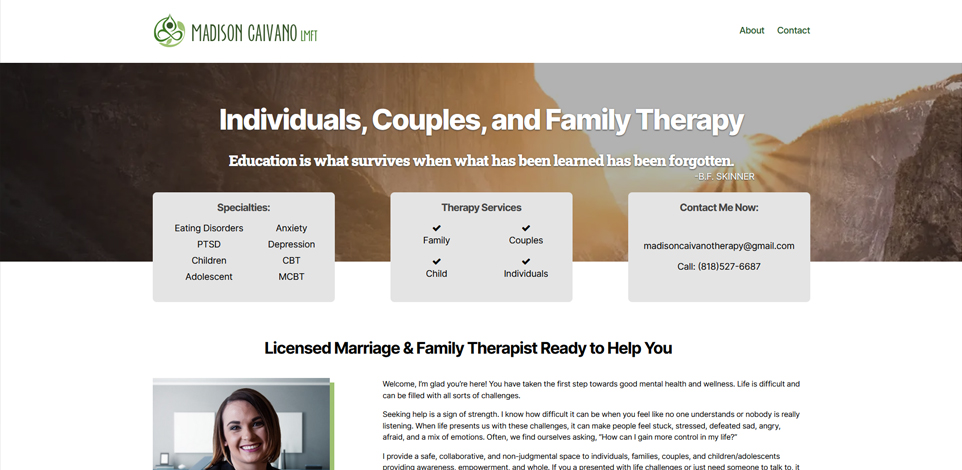 MADISON CAIVANO LMFT
About Contact
Individuals, Couples, and Family Therapy
Education is what survives when what has been learned has been forgotten.
-B.F. SKINNER
Specialties:
Eating Disorders Anxiety
PTSD Depression
Children CBT
Adolescent MCBT
Therapy Services
Family Couples
Child Individuals
Contact Me Now:
madisoncaivanotherapy@gmail.com
Call: (818)527-6687
Licensed Marriage & Family Therapist Ready to Help You
Welcome, I'm glad you're here! You have taken the first step towards good mental health and wellness. Life is difficult and
can be filled with all sorts of challenges.
Seeking help is a sign of strength. I know how difficult it can be when you feel like no one understands or nobody is really
listening. When life presents us with these challenges, it can make people feel stuck, stressed, defeated sad, angry,
afraid, and a mix of emotions. Often, we find ourselves asking, "How can I gain more control in my life?"
I provide a safe, collaborative, and non-judgmental space to individuals, families, couples, and children/adolescents
providing awareness, empowerment, and whole. If you a presented with life challenges or just need someone to talk to, it